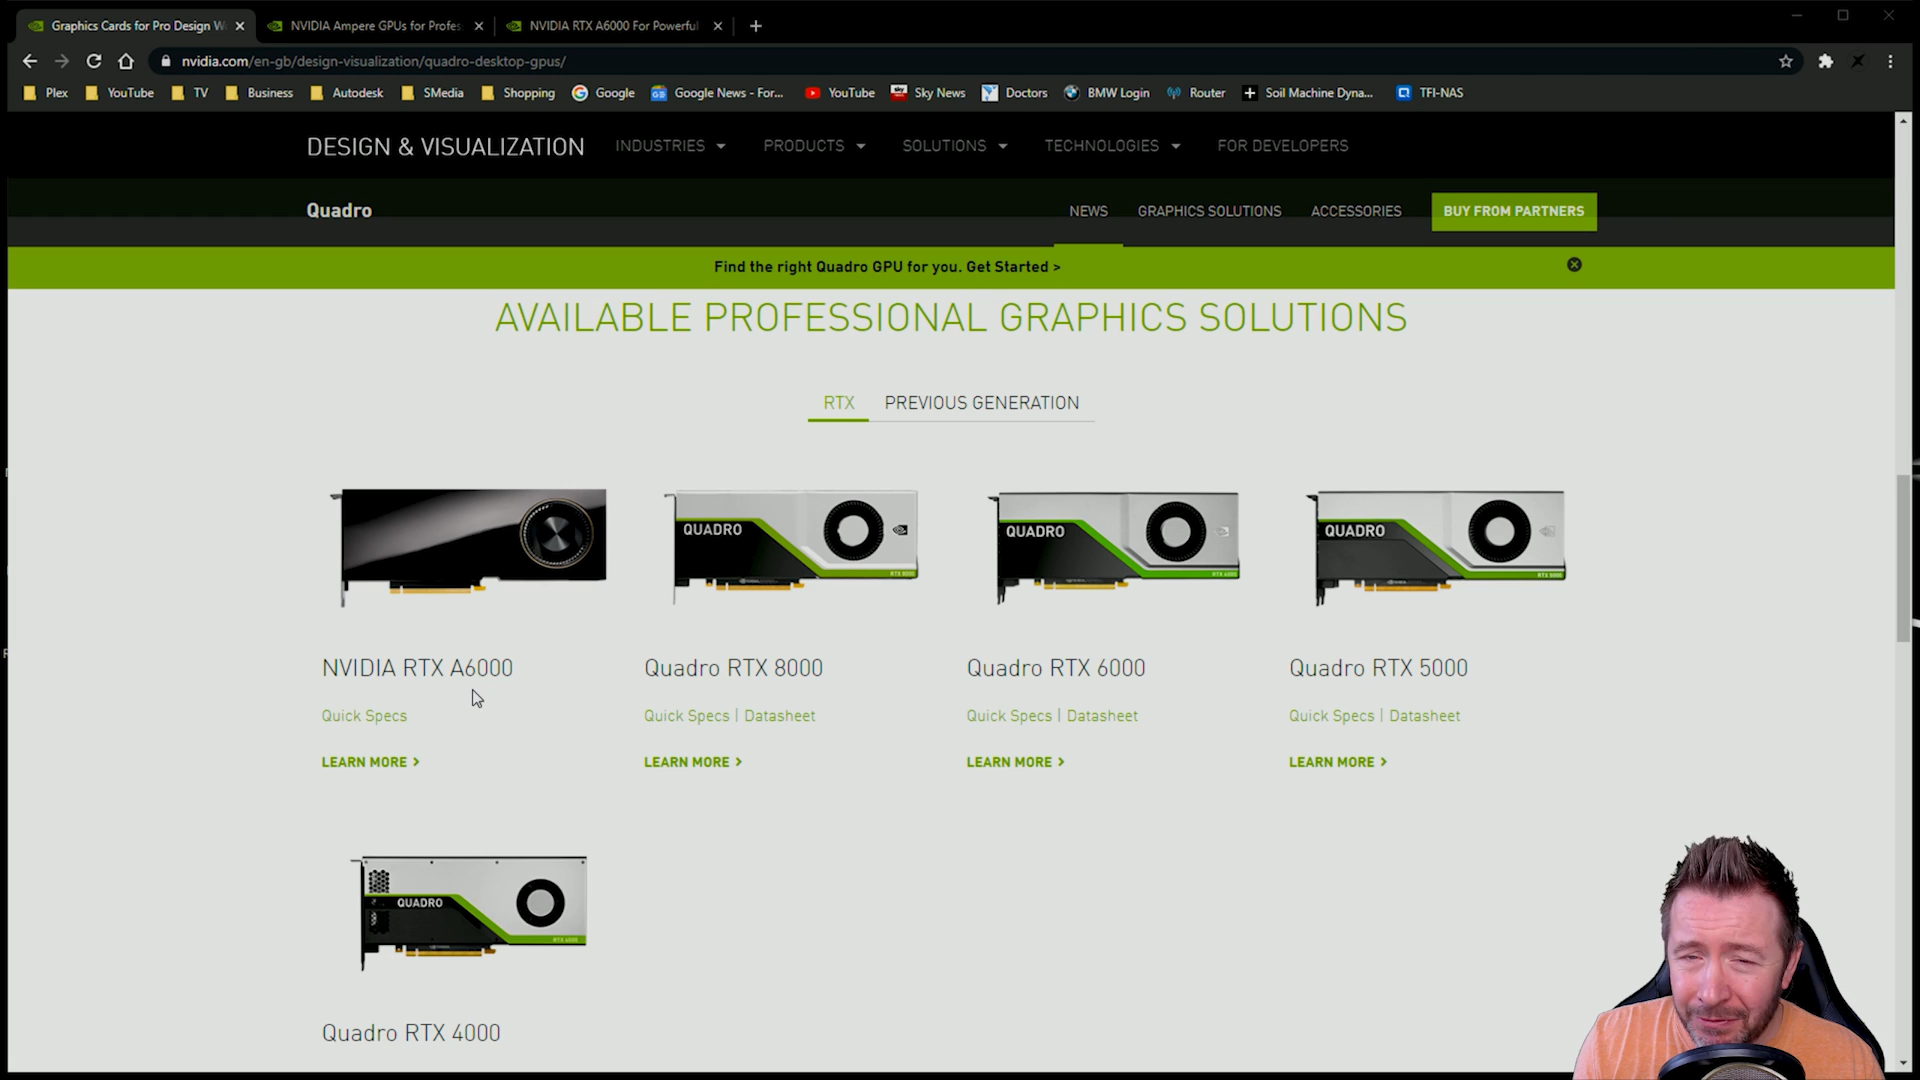 Graphics Cards for Pro Design W
NVIDIA Ampere GPUs for Profes
NVIDIA RTX A6000 For Powerful
nvidia.com/en-gb/design-visualization/quadro-desktop-gpus/
Plex YouTube TV Business Autodesk SMedia Shopping Google Google News - For... YouTube Sky News Doctors BMW Login Router Soil Machine Dyna... TFI-NAS
DESIGN & VISUALIZATION INDUSTRIES PRODUCTS SOLUTIONS TECHNOLOGIES FOR DEVELOPERS
Quadro NEWS GRAPHICS SOLUTIONS ACCESSORIES BUY FROM PARTNERS
Find the right Quadro GPU for you. Get Started >
AVAILABLE PROFESSIONAL GRAPHICS SOLUTIONS
RTX PREVIOUS GENERATION
QUADRO QUADRO QUADRO
NVIDIA RTX A6000 Quadro RTX 8000 Quadro RTX 6000 Quadro RTX 5000
Quick Specs Quick Specs | Datasheet Quick Specs | Datasheet Quick Specs | Datasheet
LEARN MORE > LEARN MORE > LEARN MORE > LEARN MORE >
QUADRO
Quadro RTX 4000